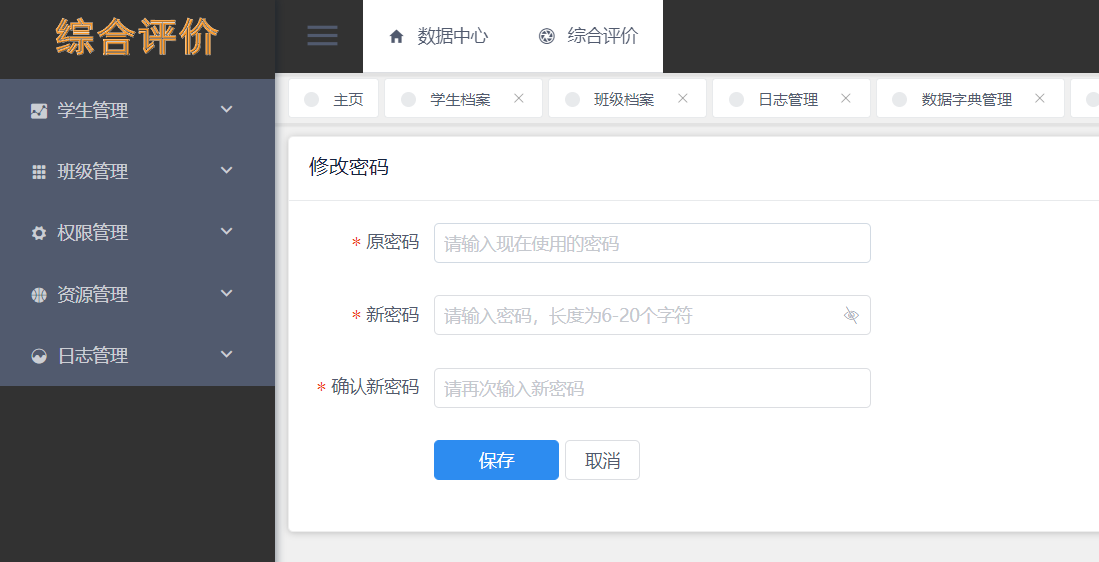 综合评价
数据中心
综合评价
学生管理
班级管理
权限管理
资源管理
日志管理
主页
学生档案
班级档案
日志管理
数据字典管理
修改密码
* 原密码
请输入现在使用的密码
* 新密码
请输入密码，长度为6-20个字符
* 确认新密码
请再次输入新密码
保存
取消